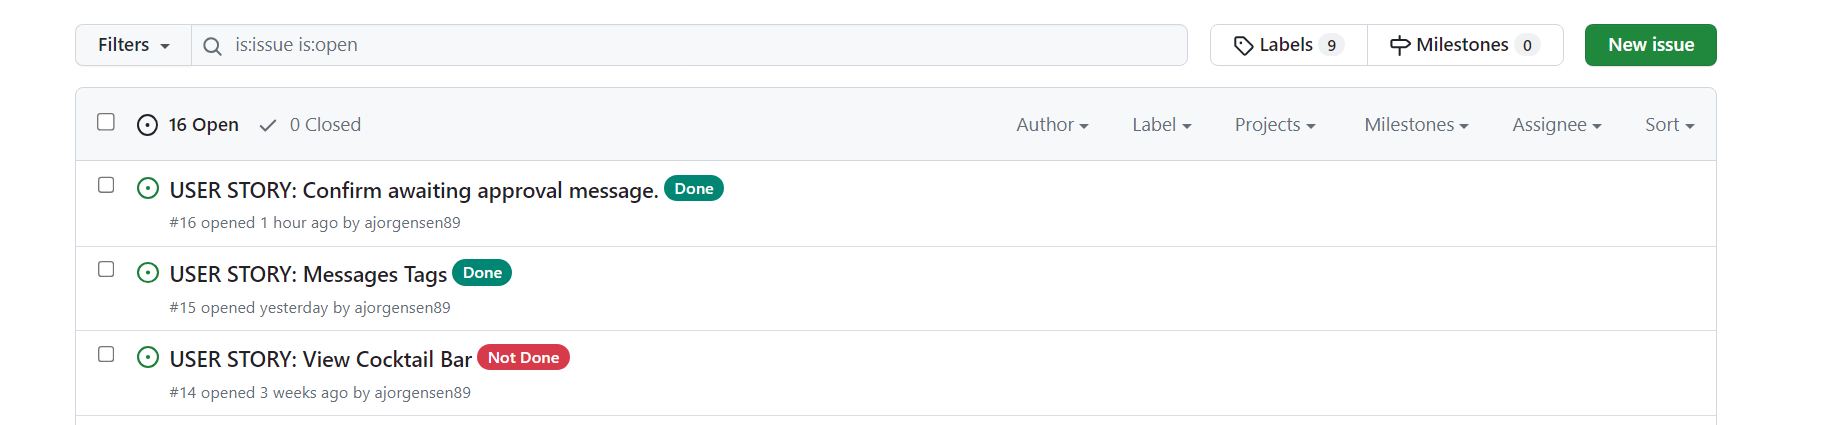 Filters is:issue is:open Labels 9 Milestones 0 New issue
16 Open 0 Closed Author Label Projects Milestones Assignee Sort
USER STORY: Confirm awaiting approval message. Done
#16 opened 1 hour ago by ajorgensen89
USER STORY: Messages Tags Done
#15 opened yesterday by ajorgensen89
USER STORY: View Cocktail Bar Not Done
#14 opened 3 weeks ago by ajorgensen89